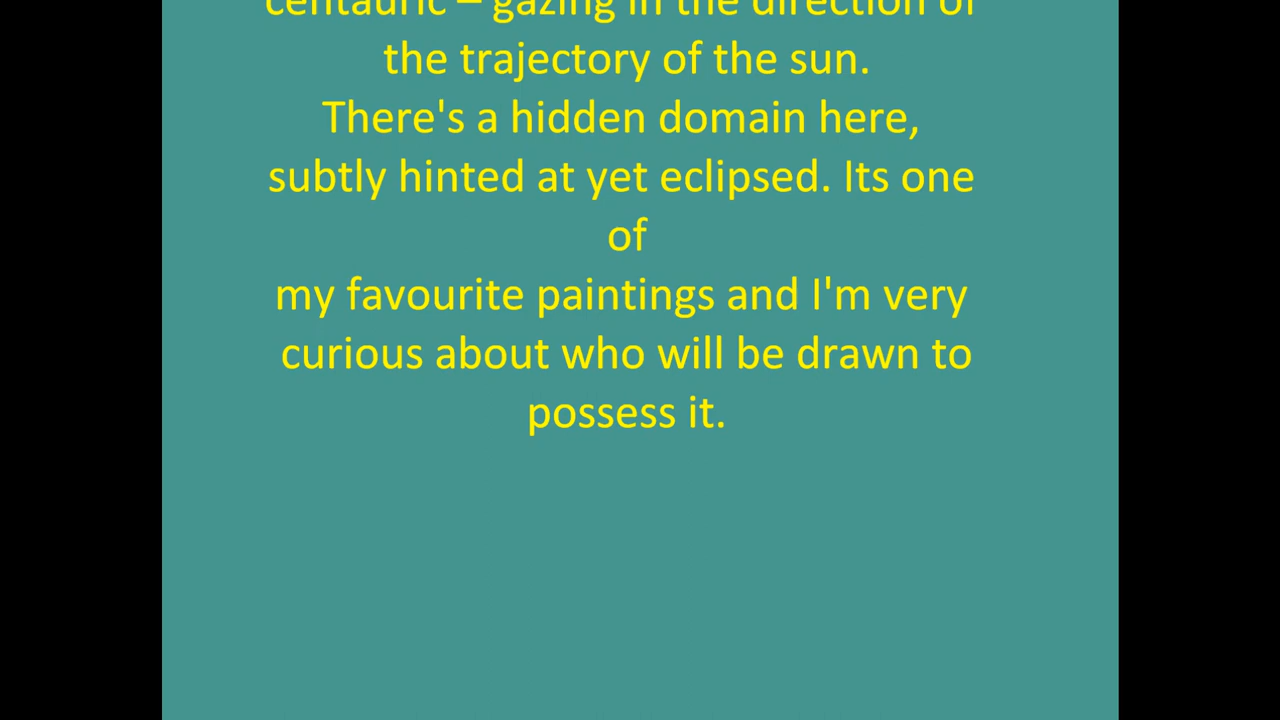 centauric – gazing in the direction of
the trajectory of the sun.
There's a hidden domain here,
subtly hinted at yet eclipsed. Its one
of
my favourite paintings and I'm very
curious about who will be drawn to
possess it.